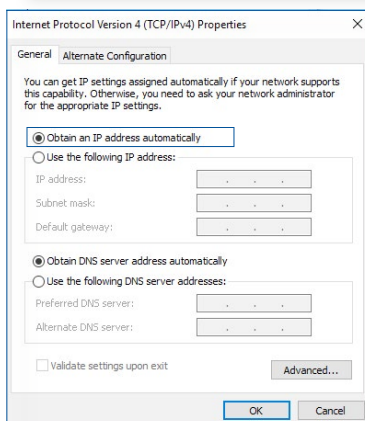 Internet Protocol Version 4 (TCP/IPv4) Properties
General
Alternate Configuration
You can get IP settings assigned automatically if your network supports
this capability. Otherwise, you need to ask your network administrator
for the appropriate IP settings.
Obtain an IP address automatically
Use the following IP address:
IP address:
Subnet mask:
Default gateway:
Obtain DNS server address automatically
Use the following DNS server addresses:
Preferred DNS server:
Alternate DNS server:
Validate settings upon exit
Advanced...
OK
Cancel